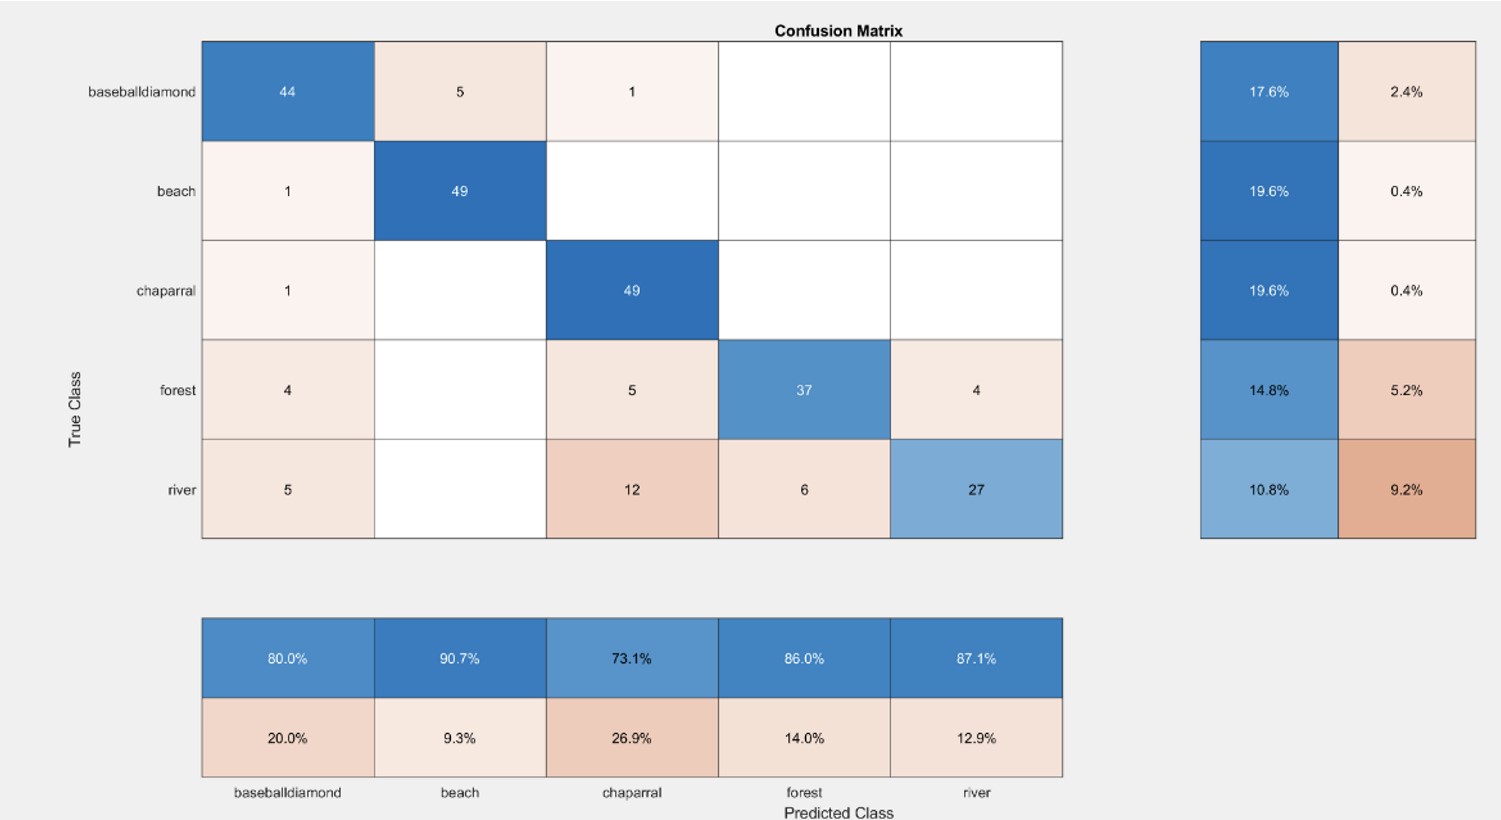 Confusion Matrix
baseballdiamond 44 5 1 17.6% 2.4%
beach 1 49 19.6% 0.4%
chaparral 1 49 19.6% 0.4%
forest 4 5 37 4 14.8% 5.2%
river 5 12 6 27 10.8% 9.2%
True Class
80.0% 90.7% 73.1% 86.0% 87.1%
20.0% 9.3% 26.9% 14.0% 12.9%
baseballdiamond beach chaparral forest river
Predicted Class